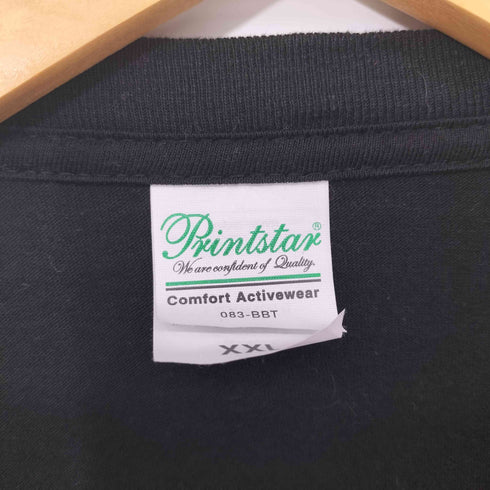 Printstar®
We are confident of Quality.
Comfort Activewear
083-BBT
XXL